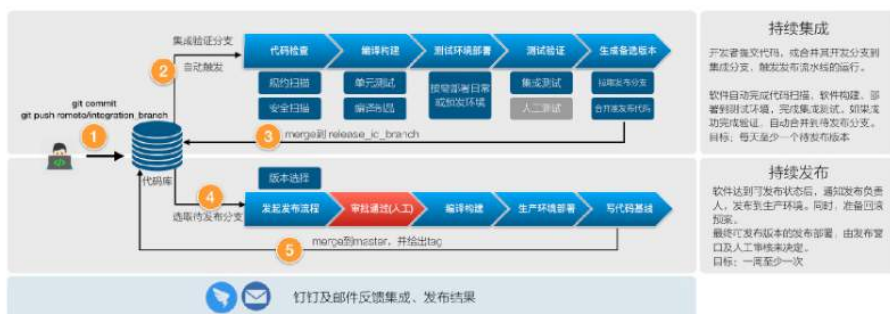 集成验证分支
自动触发
代码检查
编译构建
测试环境部署
测试验证
生成备选版本
规约扫描
单元测试
按需部署日常
或预发环境
集成测试
拉取发布分支
安全扫描
编译制品
人工测试
合并待发布代码
git commit
git push remote/integration_branch
1
2
3
merge到 release_ic_branch
代码库
4
选取待发布分支
版本选择
发起发布流程
审批通过(人工)
编译构建
生产环境部署
写代码基线
5
merge到master，并给出tag
钉钉及邮件反馈集成、发布结果
持续集成
开发者提交代码，或合并其开发分支到
集成分支，触发发布流水线的运行。
软件自动完成代码扫描、软件构建、部
署到测试环境，完成集成测试。如果成
功完成验证，自动合并到待发布分支。
目标：每天至少一个待发布版本
持续发布
软件达到可发布状态后，通知发布负责
人，发布到生产环境。同时，准备回滚
预案。
最终可发布版本的发布部署，由发布窗
口及人工审核来决定。
目标：一周至少一次